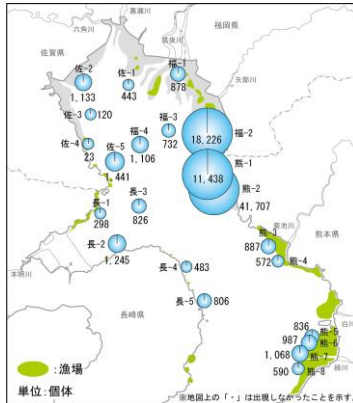 六角川
嘉瀬川
筑後川
福岡県
佐賀県
矢部川
佐-2
1,133
佐-1
443
福-1
878
佐-3
120
福-3
732
福-2
18,226
佐-4
23
福-4
1,106
佐-5
1,441
熊-1
11,438
熊-2
41,707
長-1
298
長-3
826
菊池川
熊本県
熊-3
887
572
熊-4
長-2
1,245
本明川
長-4
483
長-5
806
長崎県
白川
836
熊-5
987
熊-6
1,068
熊-7
590
熊-8
緑川
:漁場
単位:個体
※地図上の「・」は出現しなかったことを示す。